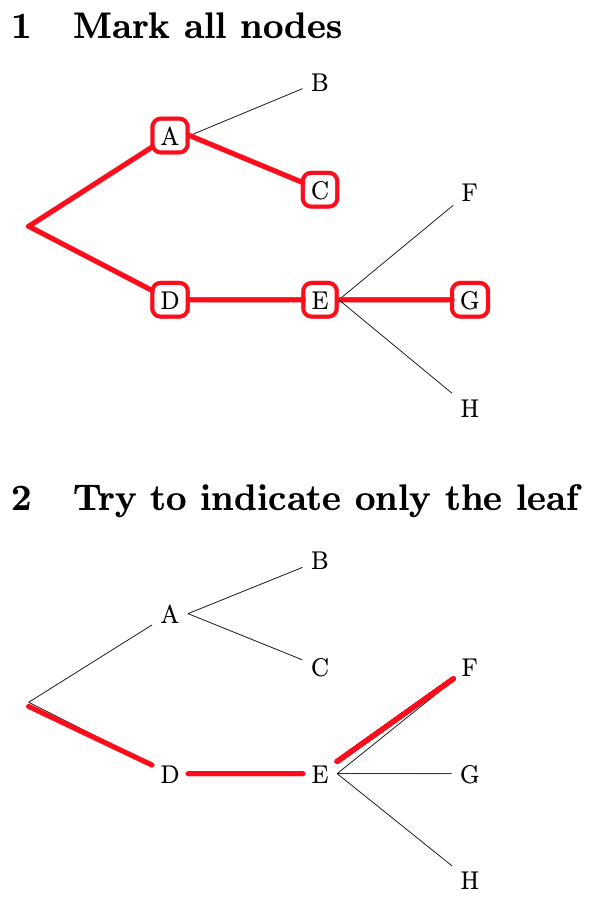 1 Mark all nodes
B
A
C
F
D E G
H
2 Try to indicate only the leaf
B
A
C F
D E G
H